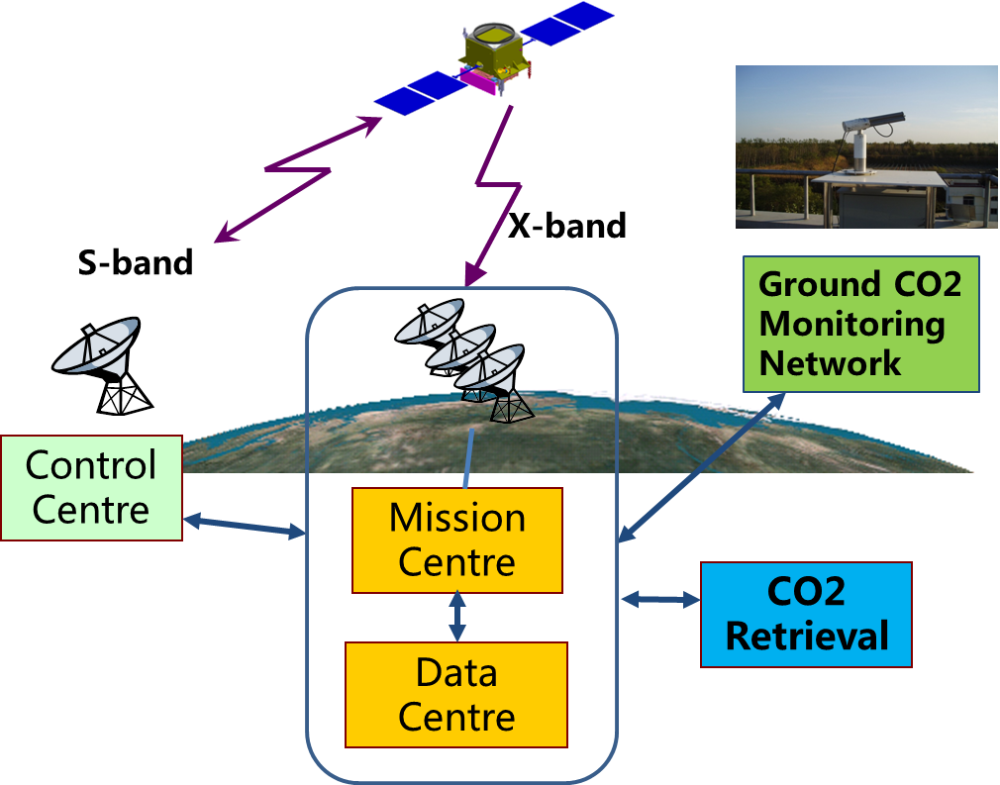 X-band
S-band
Ground CO2
Monitoring
Network
Control
Centre
Mission
Centre
CO2
Retrieval
Data
Centre